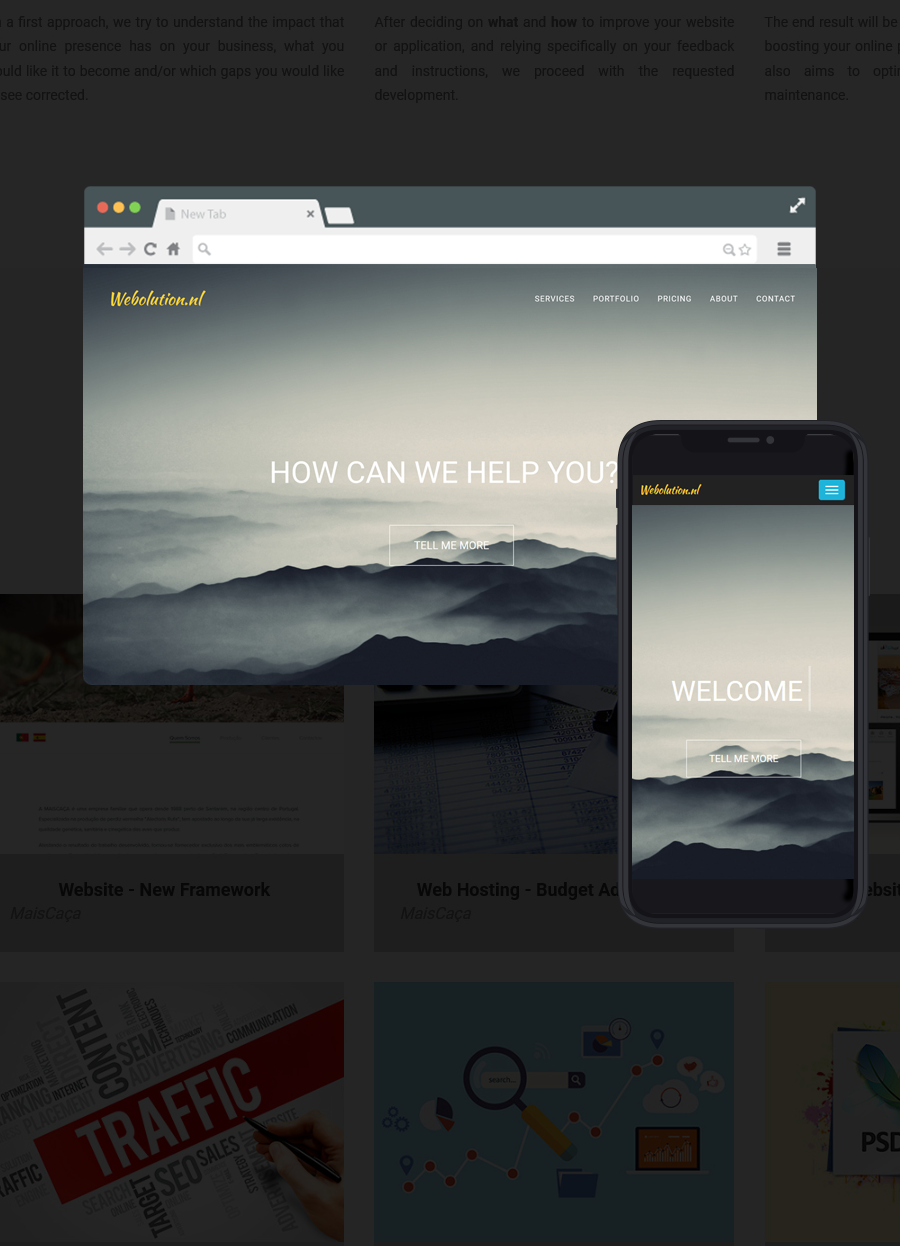 a first approach, we try to understand the impact that
online presence has on your business, what you
like it to become and/or which gaps you would like
see corrected.
After deciding on what and how to improve your website
or application, and relying specifically on your feedback
and instructions, we proceed with the requested
development.
The end result will be
boosting your online
also aims to
maintenance.
New Tab
Webolution.nl
SERVICES PORTFOLIO PRICING ABOUT CONTACT
HOW CAN WE HELP YOU?
TELL ME MORE
Webolution.nl
WELCOME
TELL ME MORE
Website - New Framework
MaisCaça
Web Hosting - Budget
MaisCaça
CONTENT
SEM
TECHNIQUES
ADVERTISING
COMMUNICATION
OPTIMIZATION
MARKETING
DIRECT
INTERNET
PLACEMENT
TRAFFIC
SEARCH
TARGET
SEO
SALES
STRATEGY
search...
PSD